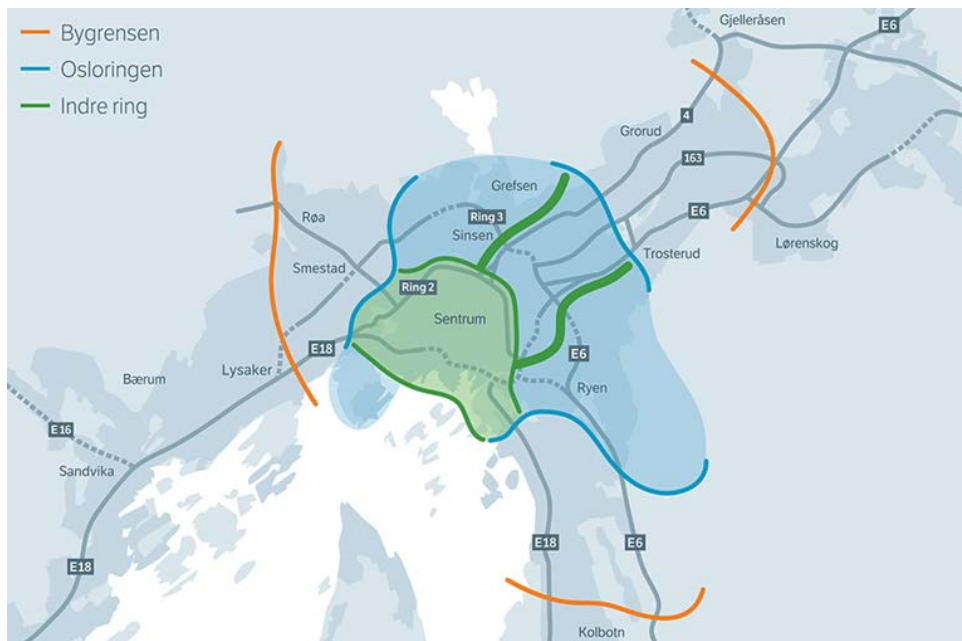 Bygrensen
Osloringen
Indre ring
Gjelleråsen
E6
4
Grorud
163
Grefsen
E6
Ring 3
Røa
Sinsen
Trosterud
Lørenskog
Smestad
Ring 2
Sentrum
E18
E6
Lysaker
Bærum
Ryen
E16
Sandvika
E18
E18
E6
Kolbotn